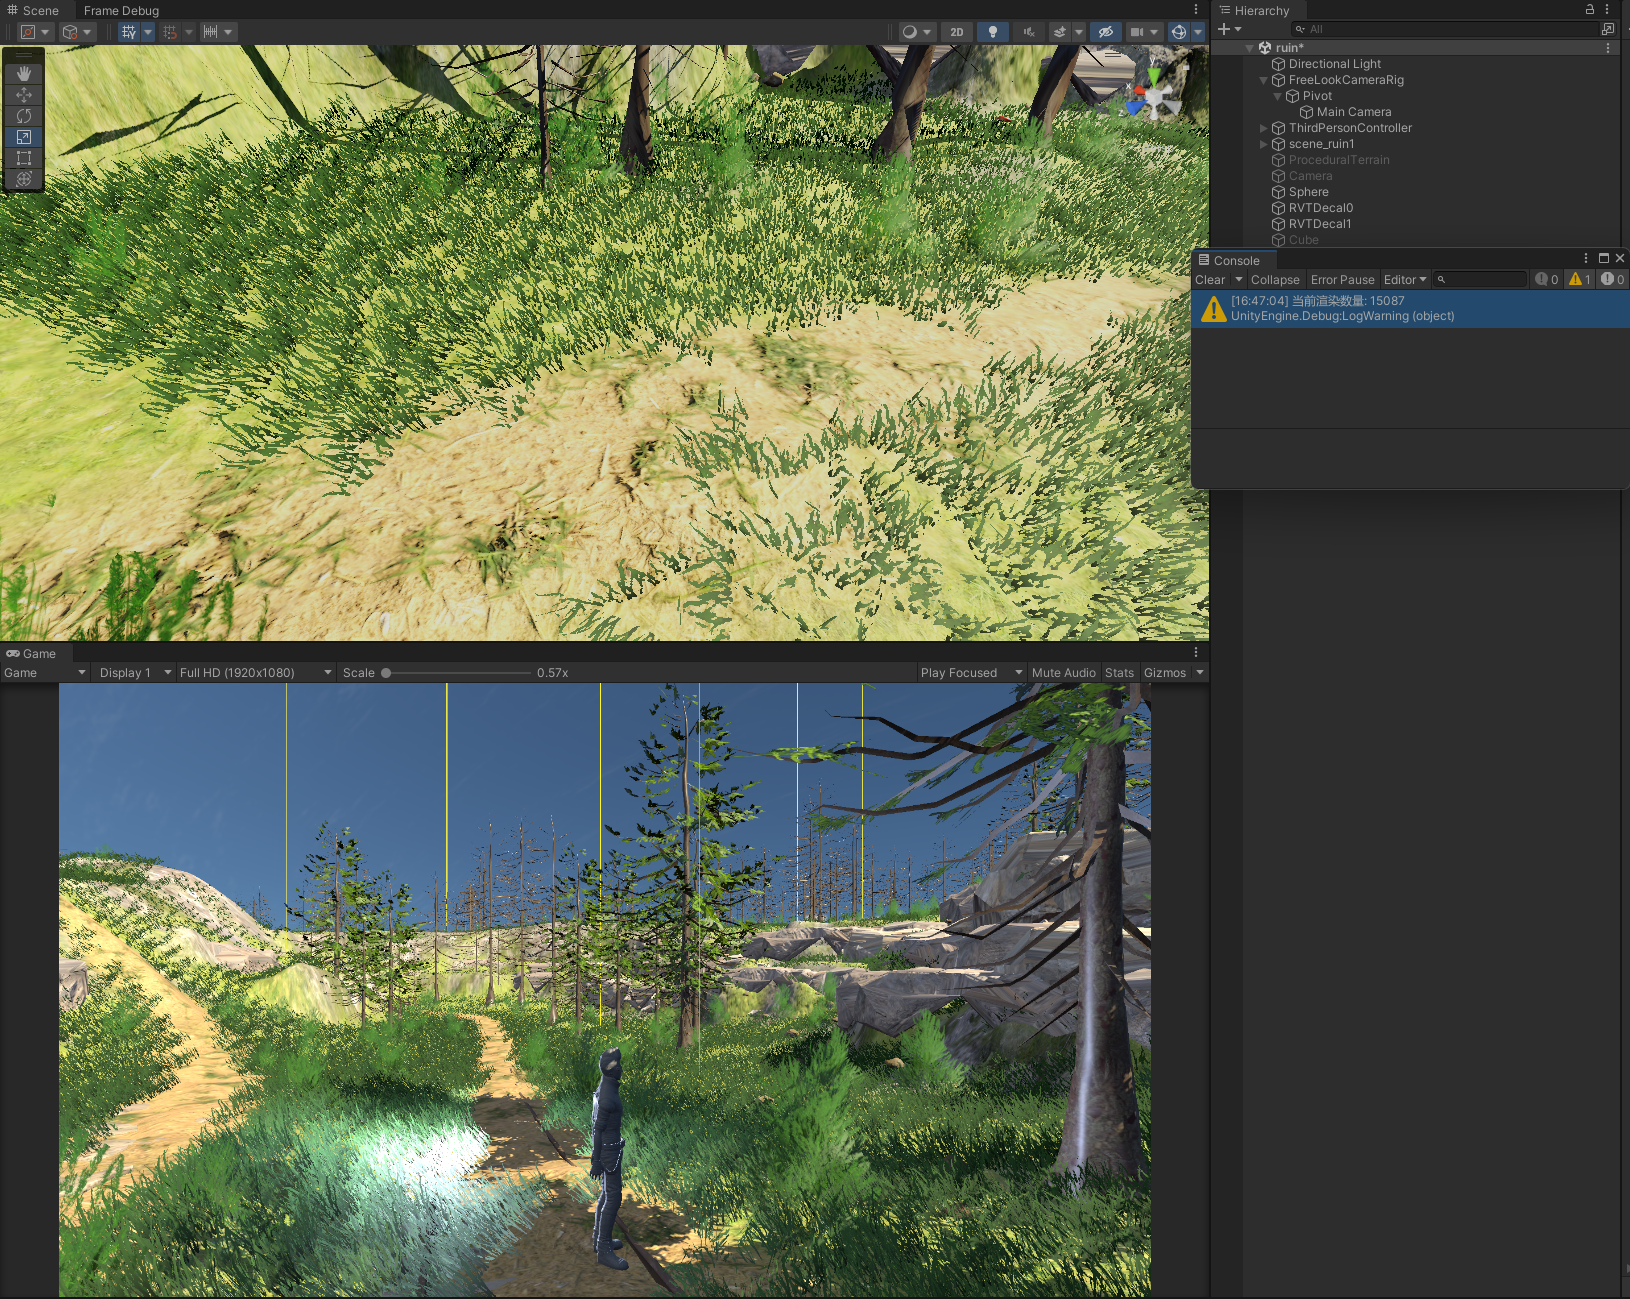 Scene
Frame Debug
2D
Game
Game
Display 1
Full HD (1920x1080)
Scale
0.57x
Play Focused
Mute Audio
Stats
Gizmos
Hierarchy
All
ruin*
Directional Light
FreeLookCameraRig
Pivot
Main Camera
ThirdPersonController
scene_ruin1
ProceduralTerrain
Camera
Sphere
RVTDecal0
RVTDecal1
Cube
Console
Clear
Collapse
Error Pause
Editor
0
1
0
[16:47:04] 当前渲染数量: 15087
UnityEngine.Debug:LogWarning (object)